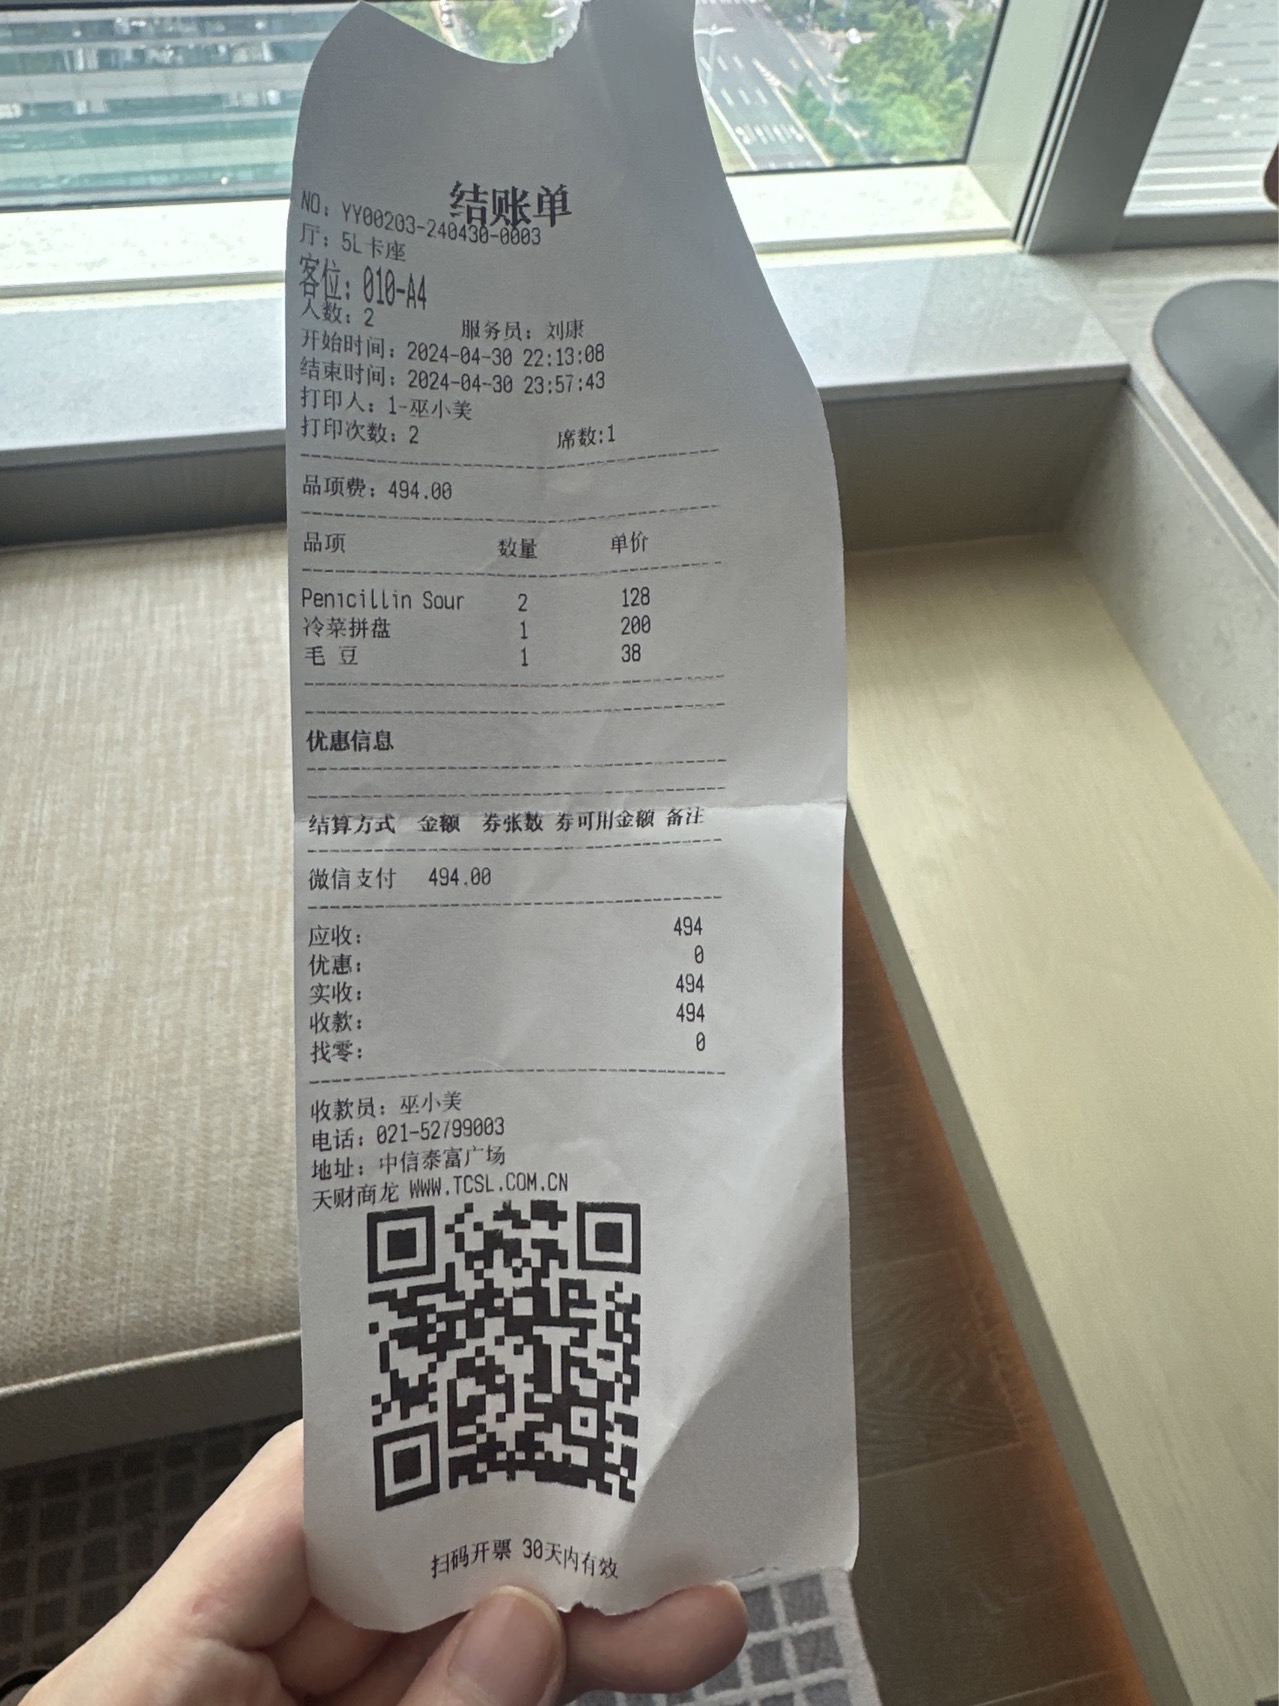 结账单
NO: YY00203-240430-0003
厅: 5L卡座
客位: 010-A4
人数: 2 服务员: 刘康
开始时间: 2024-04-30 22:13:08
结束时间: 2024-04-30 23:57:43
打印人: 1-巫小美
打印次数: 2 席数:1
品项费: 494.00
品项 数量 单价
Penicillin Sour 2 128
冷菜拼盘 1 200
毛 豆 1 38
优惠信息
结算方式 金额 券张数 券可用金额 备注
微信支付 494.00
应收: 494
优惠: 0
实收: 494
收款: 494
找零: 0
收款员: 巫小美
电话: 021-52799003
地址: 中信泰富广场
天财商龙 WWW.TCSL.COM.CN
扫码开票 30天内有效